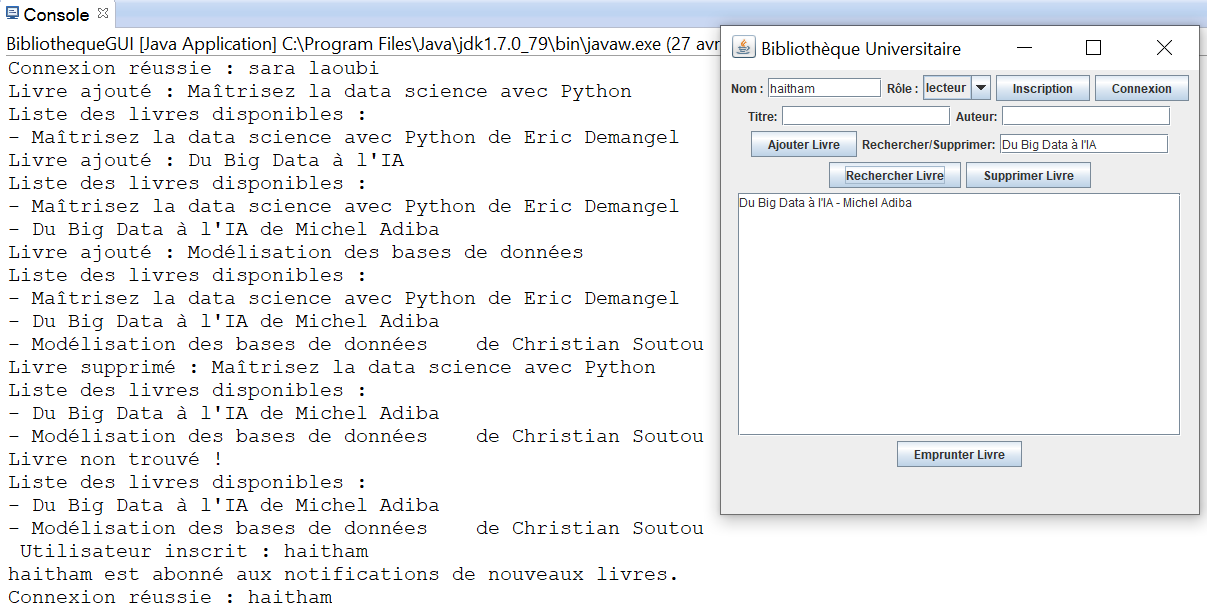 Console
BibliothequeGUI [Java Application] C:\Program Files\Java\jdk1.7.0_79\bin\javaw.exe (27 avr
Connexion réussie : sara laoubi
Livre ajouté : Maîtrisez la data science avec Python
Liste des livres disponibles :
- Maîtrisez la data science avec Python de Eric Demangel
Livre ajouté : Du Big Data à l'IA
Liste des livres disponibles :
- Maîtrisez la data science avec Python de Eric Demangel
- Du Big Data à l'IA de Michel Adiba
Livre ajouté : Modélisation des bases de données
Liste des livres disponibles :
- Maîtrisez la data science avec Python de Eric Demangel
- Du Big Data à l'IA de Michel Adiba
- Modélisation des bases de données    de Christian Soutou
Livre supprimé : Maîtrisez la data science avec Python
Liste des livres disponibles :
- Du Big Data à l'IA de Michel Adiba
- Modélisation des bases de données    de Christian Soutou
Livre non trouvé !
Liste des livres disponibles :
- Du Big Data à l'IA de Michel Adiba
- Modélisation des bases de données    de Christian Soutou
Utilisateur inscrit : haitham
haitham est abonné aux notifications de nouveaux livres.
Connexion réussie : haitham
Bibliothèque Universitaire
Nom : haitham Rôle : lecteur Inscription Connexion
Titre: Auteur:
Ajouter Livre Rechercher/Supprimer: Du Big Data à l'IA
Rechercher Livre Supprimer Livre
Du Big Data à l'IA - Michel Adiba
Emprunter Livre